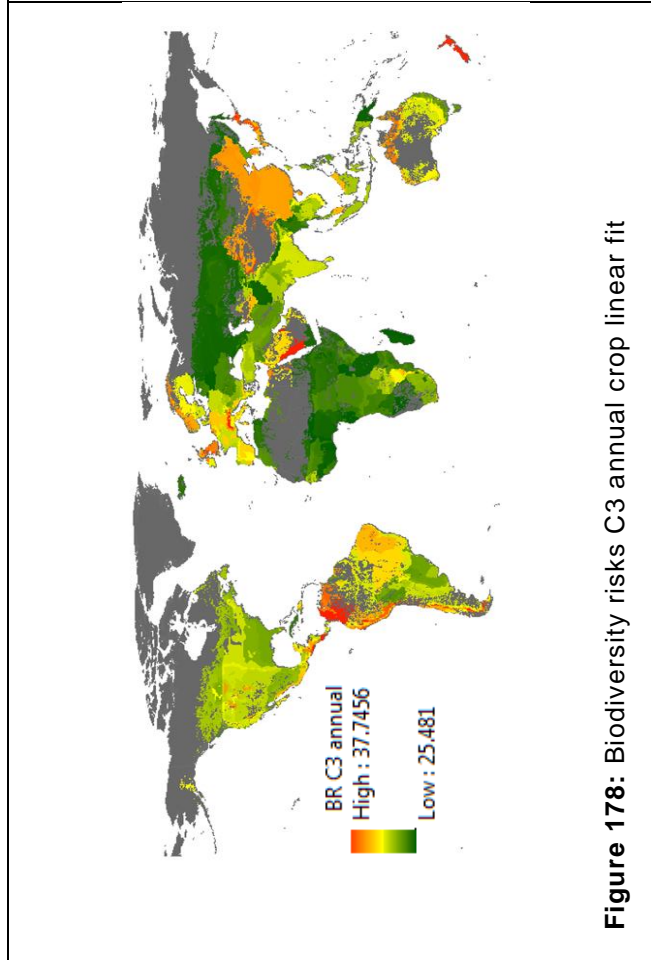 BR C3 annual
High : 37.7456
Low : 25.481
Figure 178: Biodiversity risks C3 annual crop linear fit